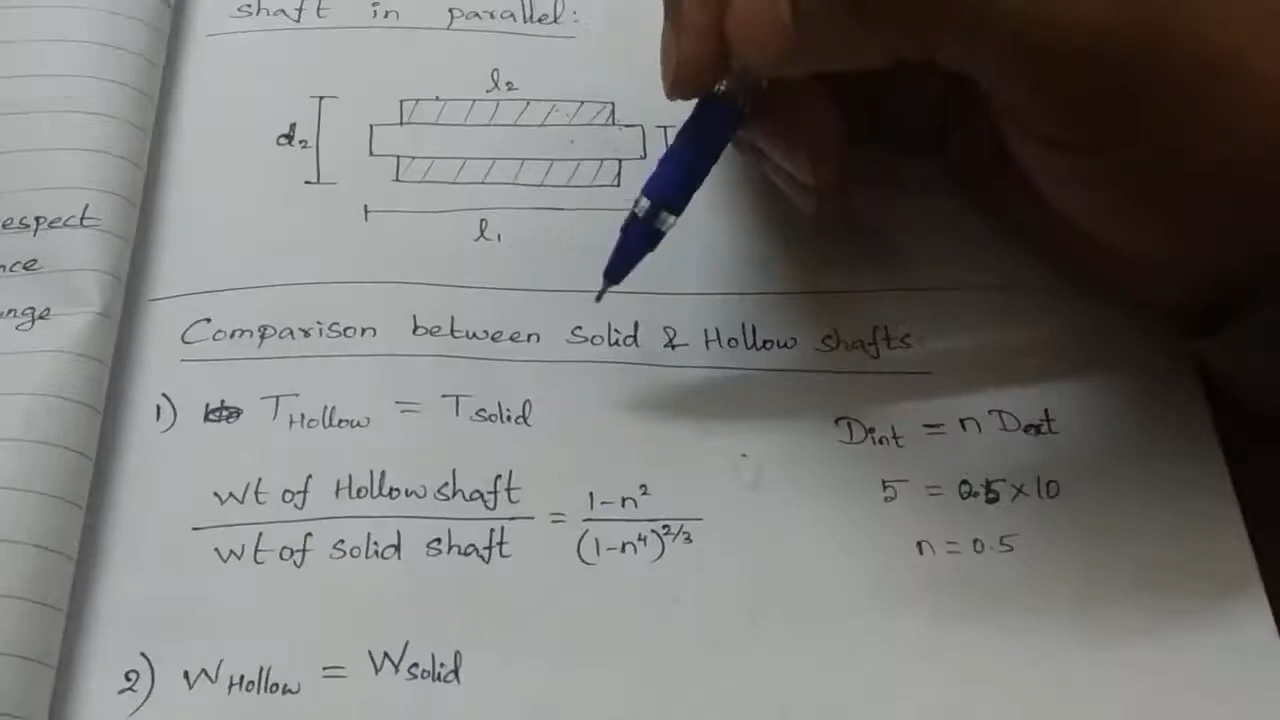 shaft in parallel:
l₂
d₂
l₁
espect
nce
Comparison between Solid & Hollow shafts
1) T Hollow = T Solid
Dint = n Dext
wt of Hollow shaft / wt of solid shaft = 1-n² / (1-n⁴)^2/3
5 = 0.5 × 10
n = 0.5
2) W Hollow = W Solid